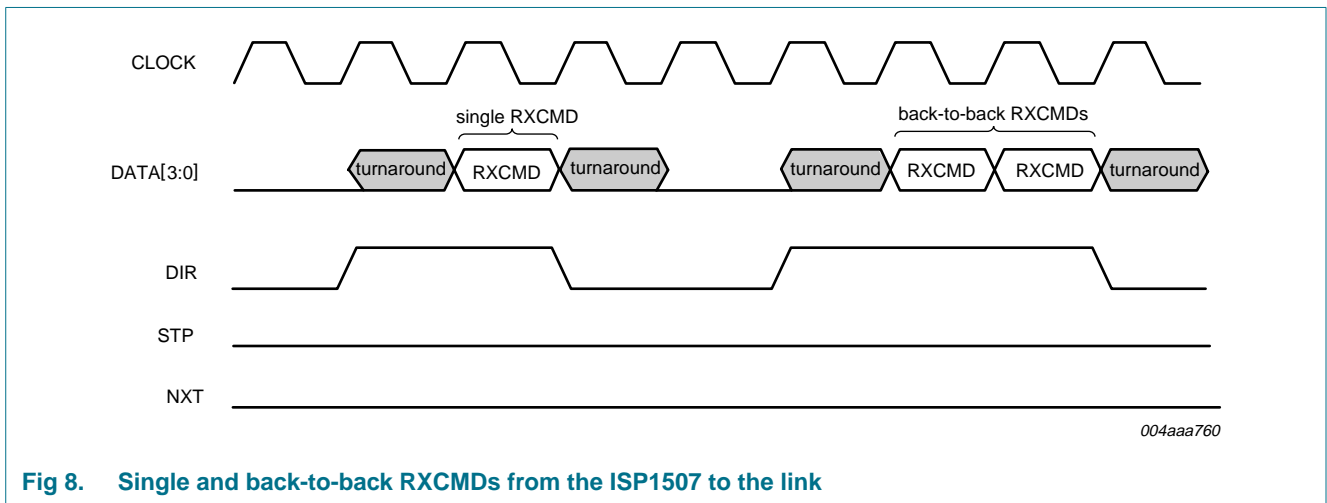 CLOCK
single RXCMD
back-to-back RXCMDs
DATA[3:0]
turnaround RXCMD turnaround turnaround RXCMD RXCMD turnaround
DIR
STP
NXT
004aaa760
Fig 8. Single and back-to-back RXCMDs from the ISP1507 to the link